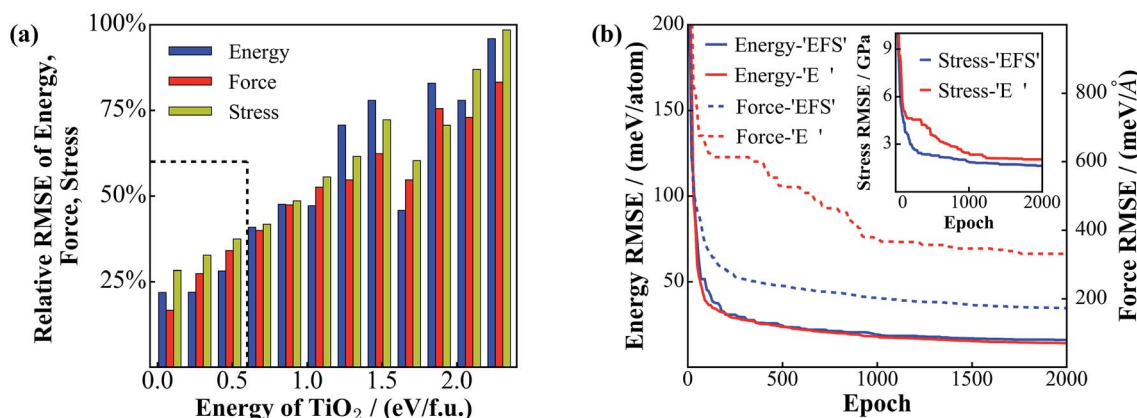 (a)
Relative RMSE of Energy,
Force, Stress
100%
75%
50%
25%
Energy
Force
Stress
0.0 0.5 1.0 1.5 2.0
Energy of TiO₂ / (eV/f.u.)
(b)
Energy RMSE / (meV/atom)
200
150
100
50
Energy-'EFS'
Energy-'E '
Force-'EFS'
Force-'E '
0 500 1000 1500 2000
Epoch
Stress RMSE / GPa
9
6
3
Stress-'EFS'
Stress-'E '
0 1000 2000
Epoch
800
600
400
200
Force RMSE / (meV/Å)